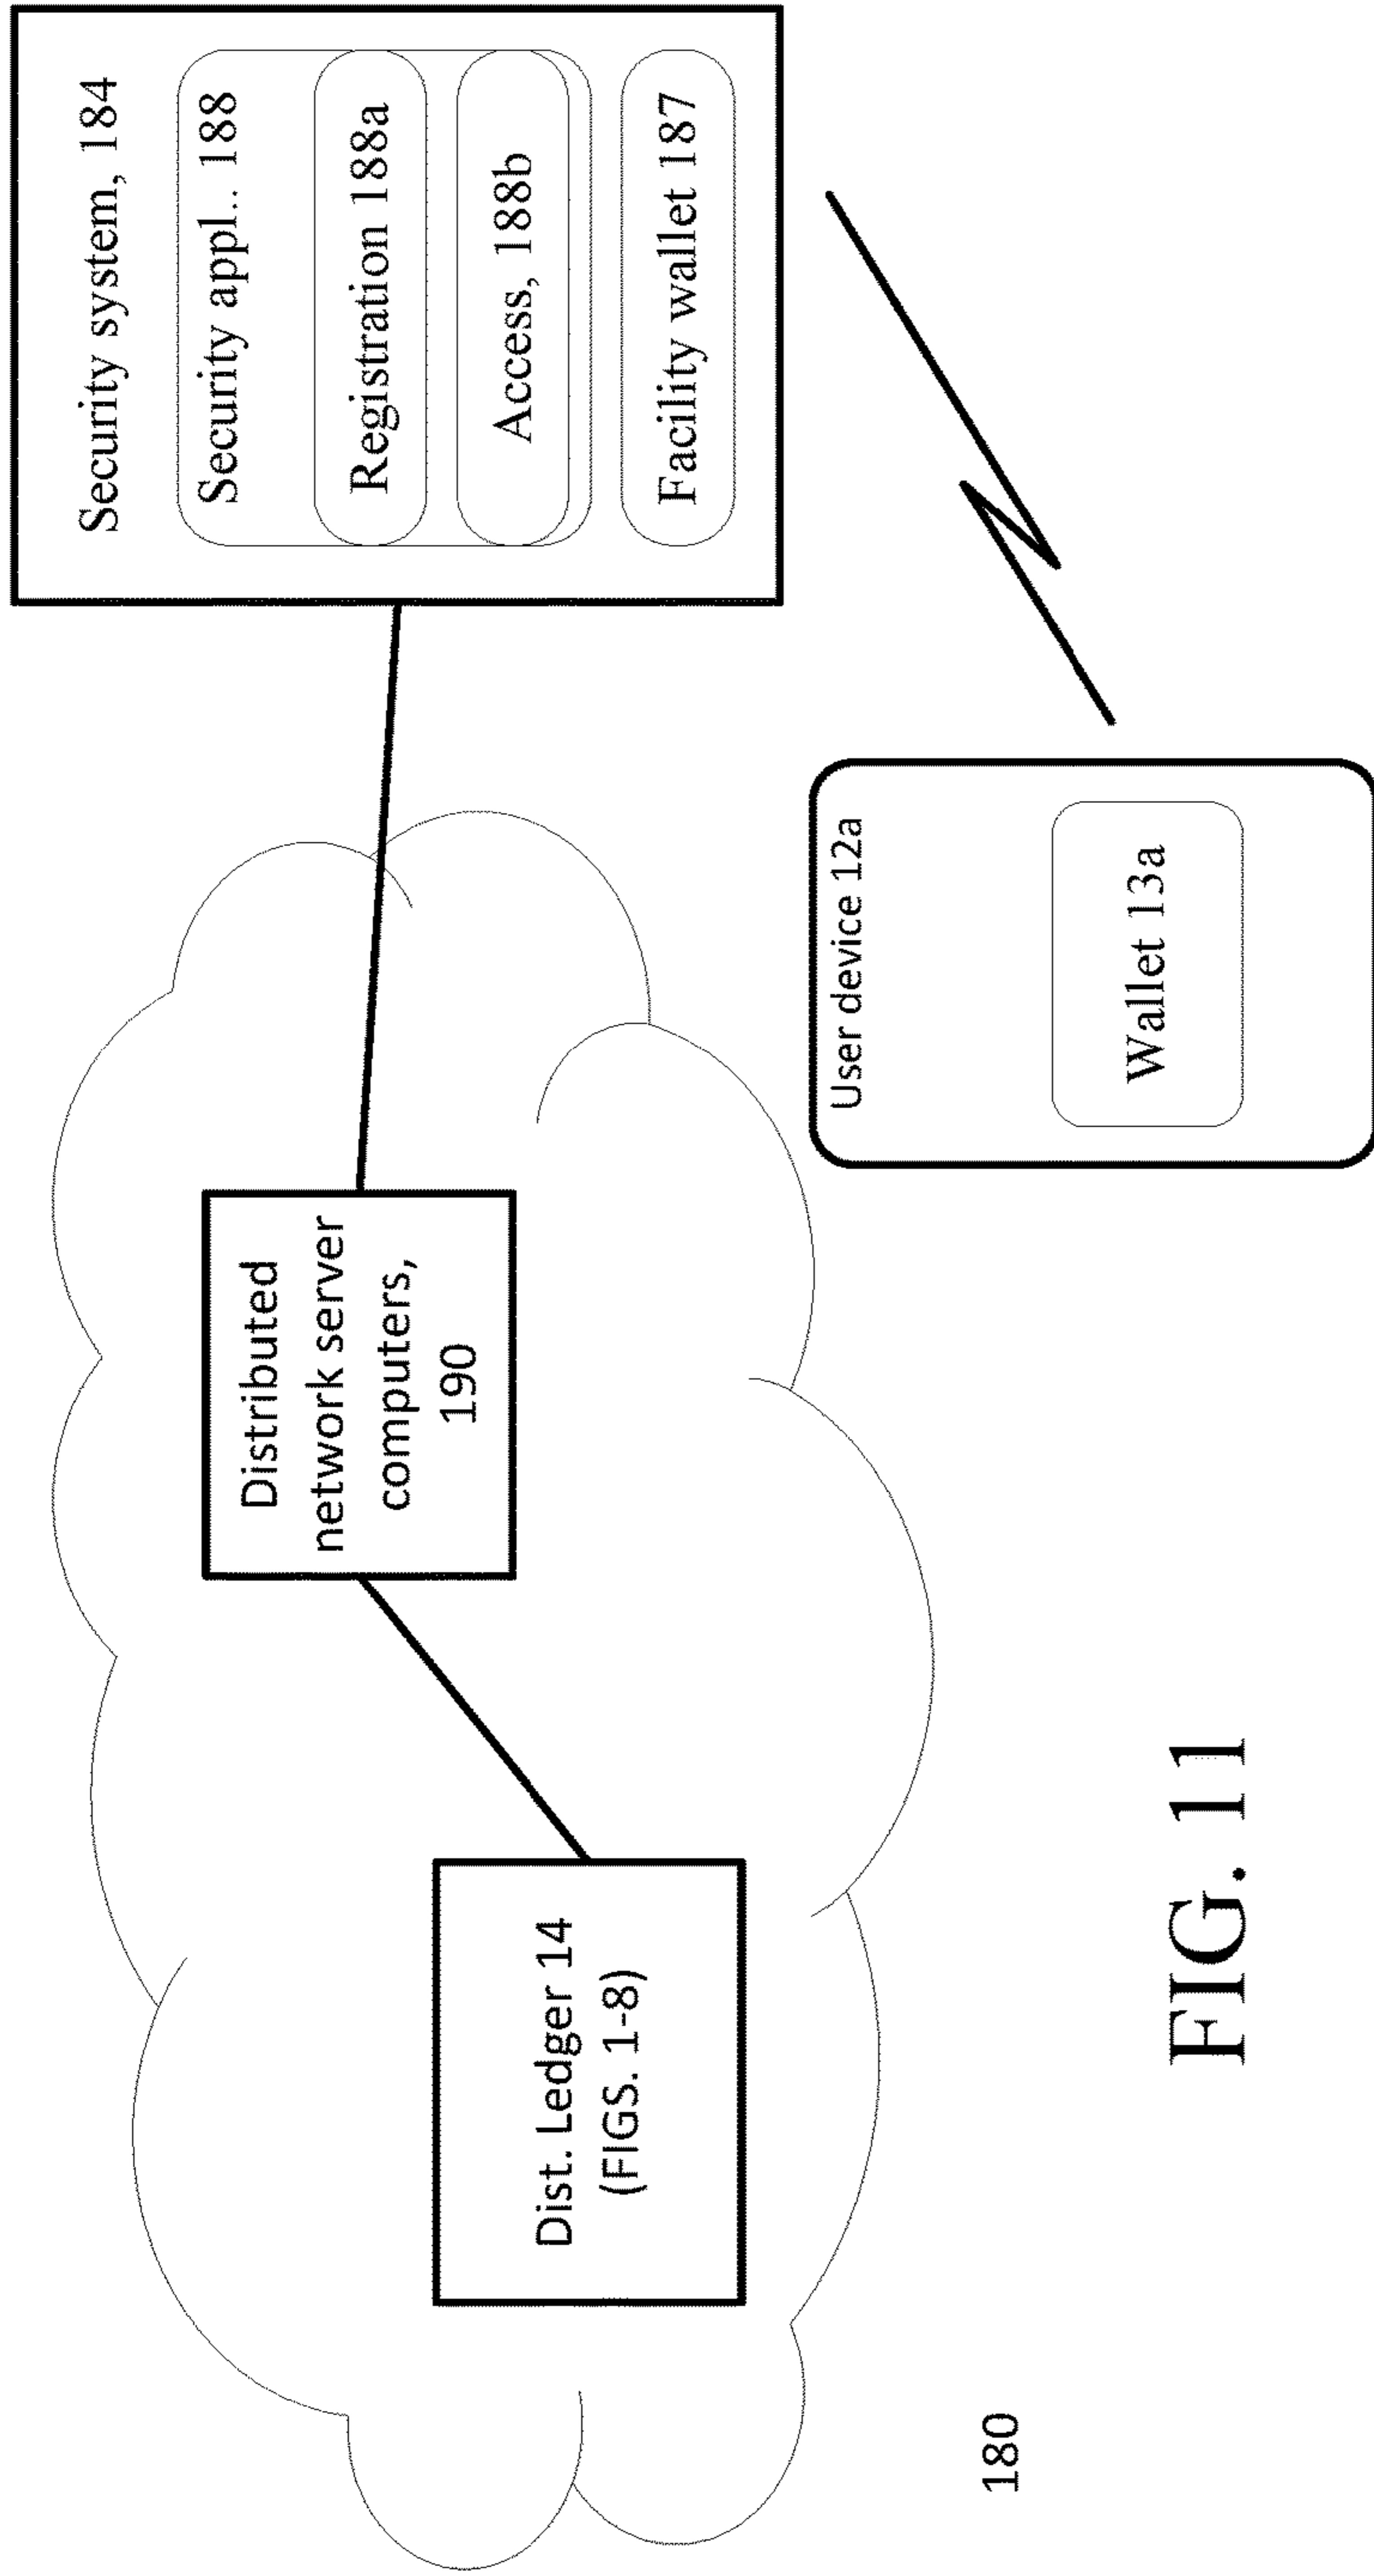 Security system, 184
Security appl.. 188
Registration 188a
Access, 188b
Facility wallet 187
Distributed
network server
computers,
190
User device 12a
Wallet 13a
Dist. Ledger 14
(FIGS. 1-8)
180
FIG. 11